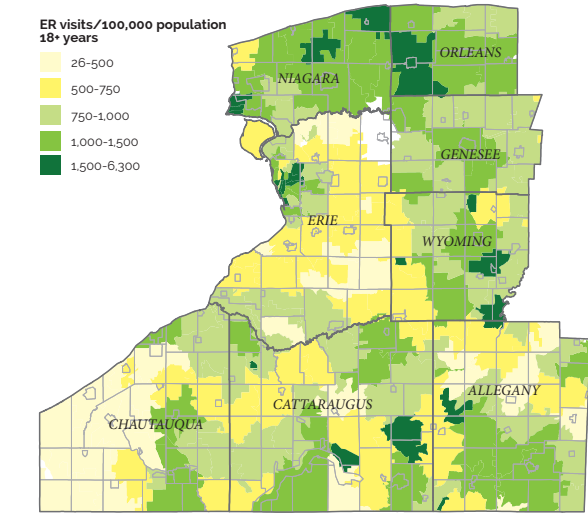 ER visits/100,000 population
18+ years
26-500
500-750
750-1,000
1,000-1,500
1,500-6,300
ORLEANS
NIAGARA
GENESEE
ERIE
WYOMING
ALLEGANY
CATTARAUGUS
CHAUTAUQUA